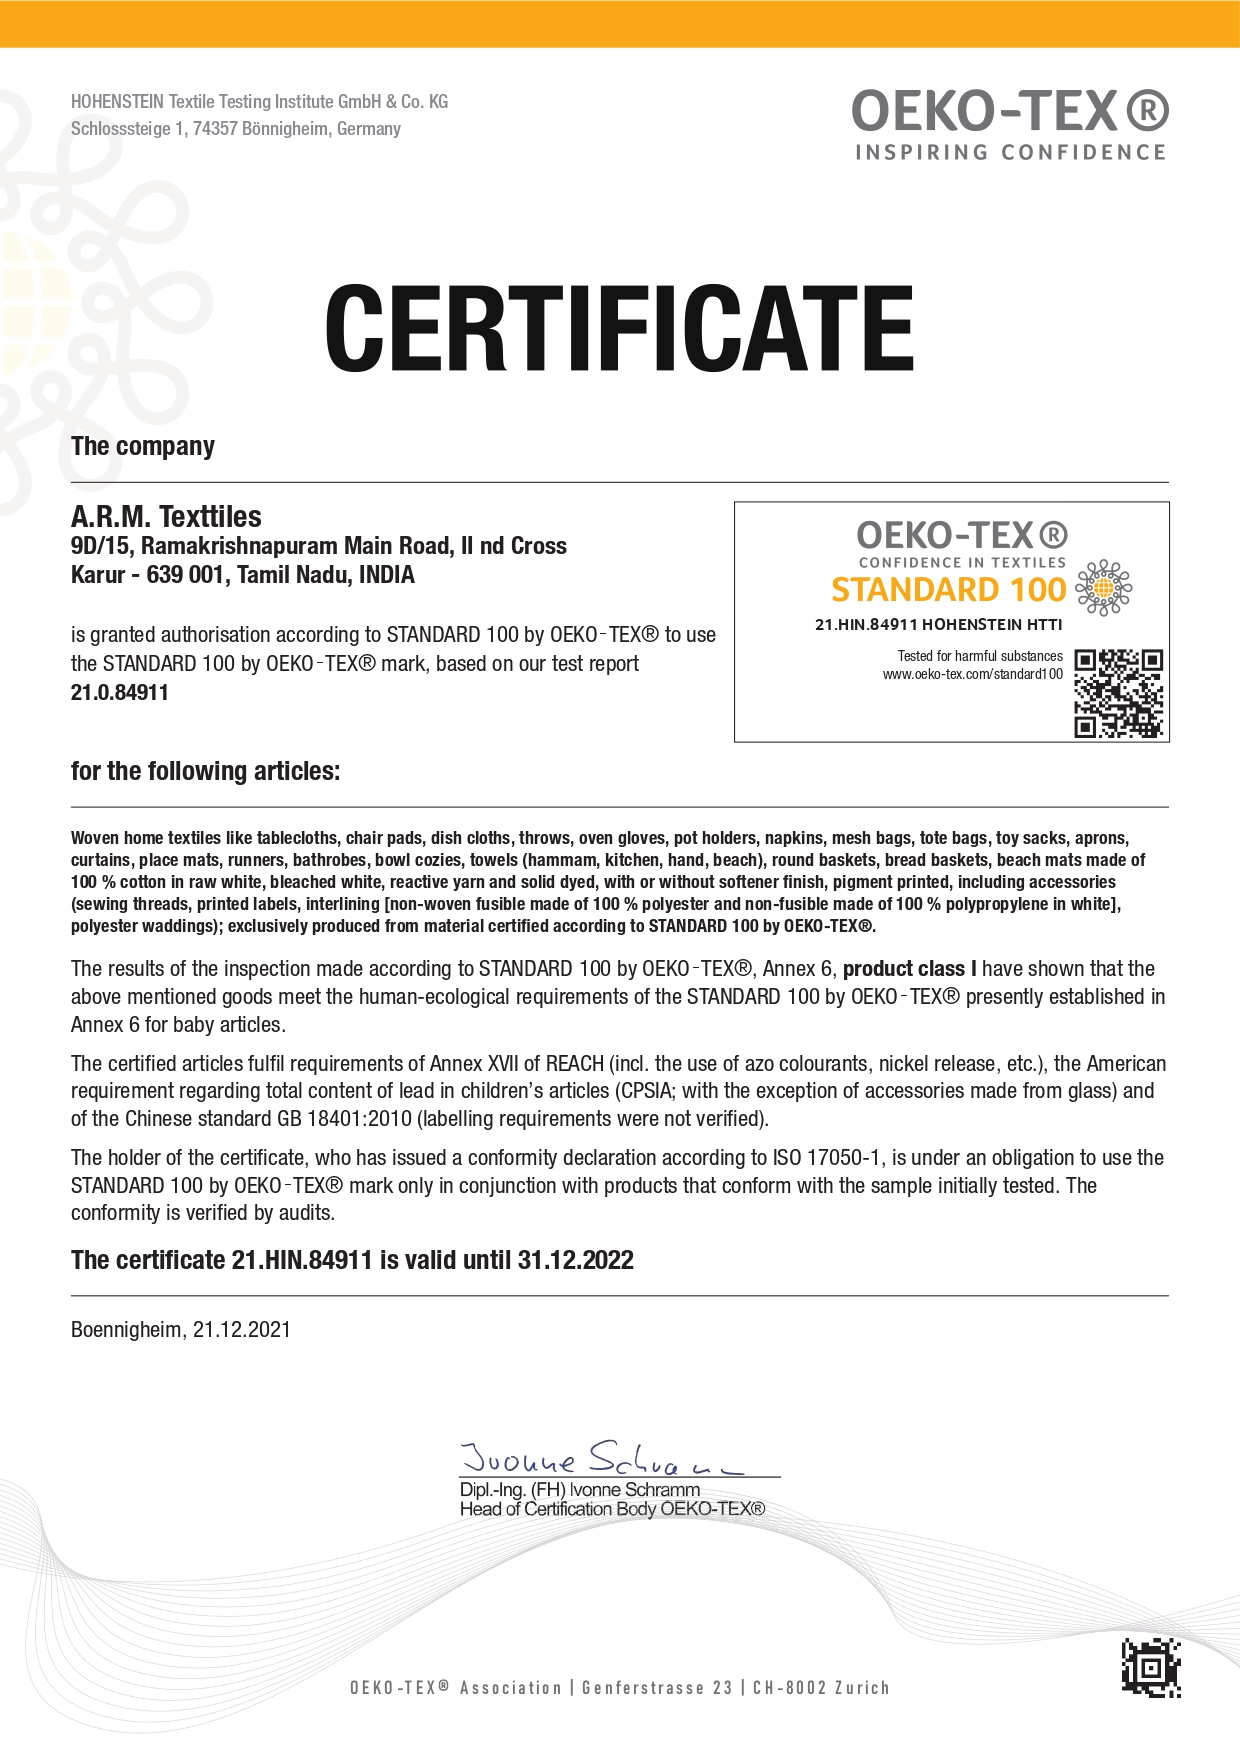 HOHENSTEIN Textile Testing Institute GmbH & Co. KG
Schlosssteige 1, 74357 Bönnigheim, Germany
OEKO-TEX®
INSPIRING CONFIDENCE
CERTIFICATE
The company
A.R.M. Texttiles
9D/15, Ramakrishnapuram Main Road, II nd Cross
Karur - 639 001, Tamil Nadu, INDIA
is granted authorisation according to STANDARD 100 by OEKO-TEX® to use
the STANDARD 100 by OEKO-TEX® mark, based on our test report
21.0.84911
OEKO-TEX®
CONFIDENCE IN TEXTILES
STANDARD 100
21.HIN.84911 HOHENSTEIN HTTI
Tested for harmful substances
www.oeko-tex.com/standard100
for the following articles:
Woven home textiles like tablecloths, chair pads, dish cloths, throws, oven gloves, pot holders, napkins, mesh bags, tote bags, toy sacks, aprons,
curtains, place mats, runners, bathrobes, bowl cozies, towels (hammam, kitchen, hand, beach), round baskets, bread baskets, beach mats made of
100 % cotton in raw white, bleached white, reactive yarn and solid dyed, with or without softener finish, pigment printed, including accessories
(sewing threads, printed labels, interlining [non-woven fusible made of 100 % polyester and non-fusible made of 100 % polypropylene in white],
polyester waddings); exclusively produced from material certified according to STANDARD 100 by OEKO-TEX®.
The results of the inspection made according to STANDARD 100 by OEKO-TEX®, Annex 6, product class I have shown that the
above mentioned goods meet the human-ecological requirements of the STANDARD 100 by OEKO-TEX® presently established in
Annex 6 for baby articles.
The certified articles fulfil requirements of Annex XVII of REACH (incl. the use of azo colourants, nickel release, etc.), the American
requirement regarding total content of lead in children's articles (CPSIA; with the exception of accessories made from glass) and
of the Chinese standard GB 18401:2010 (labelling requirements were not verified).
The holder of the certificate, who has issued a conformity declaration according to ISO 17050-1, is under an obligation to use the
STANDARD 100 by OEKO-TEX® mark only in conjunction with products that conform with the sample initially tested. The
conformity is verified by audits.
The certificate 21.HIN.84911 is valid until 31.12.2022
Boennigheim, 21.12.2021
Ivonne Schramm
Dipl.-Ing. (FH) Ivonne Schramm
Head of Certification Body OEKO-TEX®
OEKO-TEX® Association | Genferstrasse 23 | CH-8002 Zurich